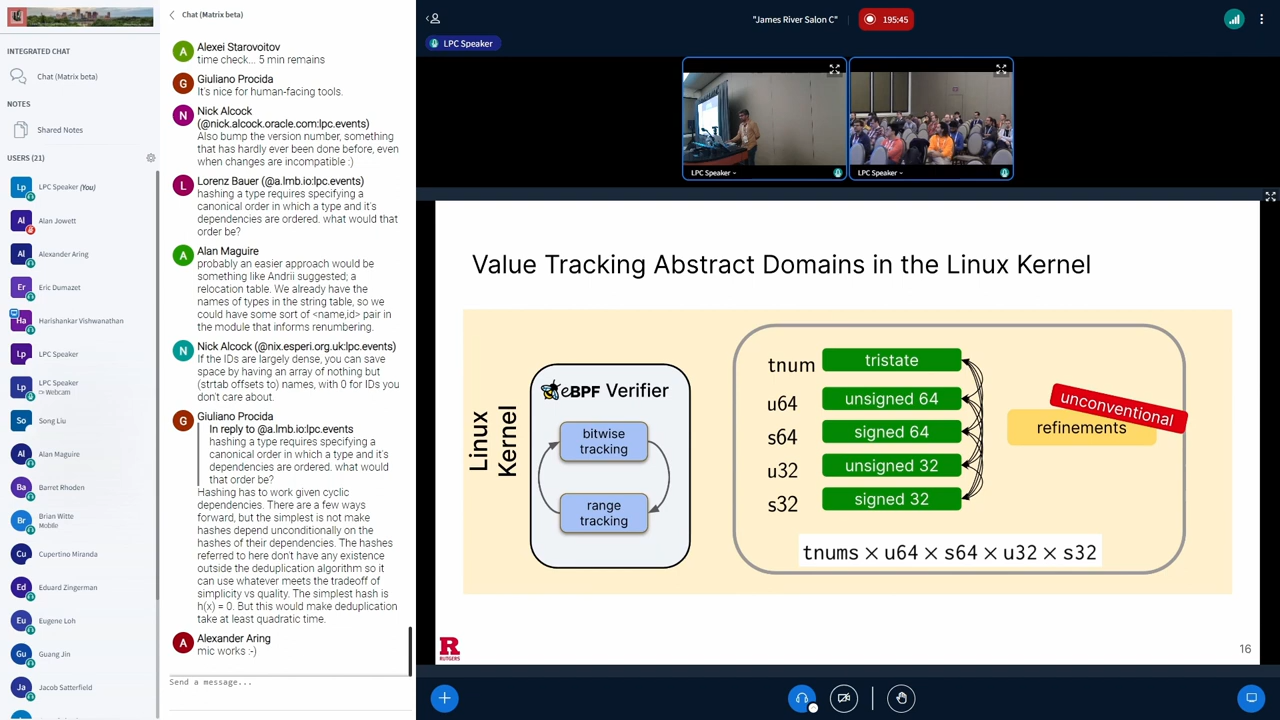 INTEGRATED CHAT
Chat (Matrix beta)
NOTES
Shared Notes
USERS (21)
Lp
LPC Speaker (You)
Al
Alan Jowett
Al
Alexander Aring
Er
Eric Dumazet
Ha
Harishankar Vishwanathan
Lp
LPC Speaker
Lp
LPC Speaker
Webcam
So
Song Liu
Al
Alan Maguire
Ba
Barret Rhoden
Br
Brian Witte
Mobile
Cu
Cupertino Miranda
Ed
Eduard Zingerman
Eu
Eugene Loh
Gu
Guang Jin
Ja
Jacob Satterfield
Chat (Matrix beta)
A
Alexei Starovoitov
time check... 5 min remains
G
Giuliano Procida
It's nice for human-facing tools.
N
Nick Alcock
(@nick.alcock.oracle.com:lpc.events)
Also bump the version number, something
that has hardly ever been done before, even
when changes are incompatible :)
L
Lorenz Bauer (@a.lmb.io:lpc.events)
hashing a type requires specifying a
canonical order in which a type and it's
dependencies are ordered. what would that
order be?
A
Alan Maguire
probably an easier approach would be
something like Andrii suggested; a
relocation table. We already have the
names of types in the string table, so we
could have some sort of <name,id> pair in
the module that informs renumbering.
N
Nick Alcock (@nix.esperi.org.uk:lpc.events)
If the IDs are largely dense, you can save
space by having an array of nothing but
(strtab offsets to) names, with 0 for IDs you
don't care about.
G
Giuliano Procida
In reply to @a.lmb.io:lpc.events
hashing a type requires specifying a
canonical order in which a type and it's
dependencies are ordered. what would
that order be?
Hashing has to work given cyclic
dependencies. There are a few ways
forward, but the simplest is not make
hashes depend unconditionally on the
hashes of their dependencies. The hashes
referred to here don't have any existence
outside the deduplication algorithm so it
can use whatever meets the tradeoff of
simplicity vs quality. The simplest hash is
h(x) = 0. But this would make deduplication
take at least quadratic time.
A
Alexander Aring
mic works :-)
Send a message...
"James River Salon C"
195:45
LPC Speaker
LPC Speaker
LPC Speaker
Value Tracking Abstract Domains in the Linux Kernel
Linux
Kernel
eBPF Verifier
bitwise
tracking
range
tracking
tnum
tristate
u64
unsigned 64
s64
signed 64
u32
unsigned 32
s32
signed 32
unconventional
refinements
tnums × u64 × s64 × u32 × s32
R
RUTGERS
16